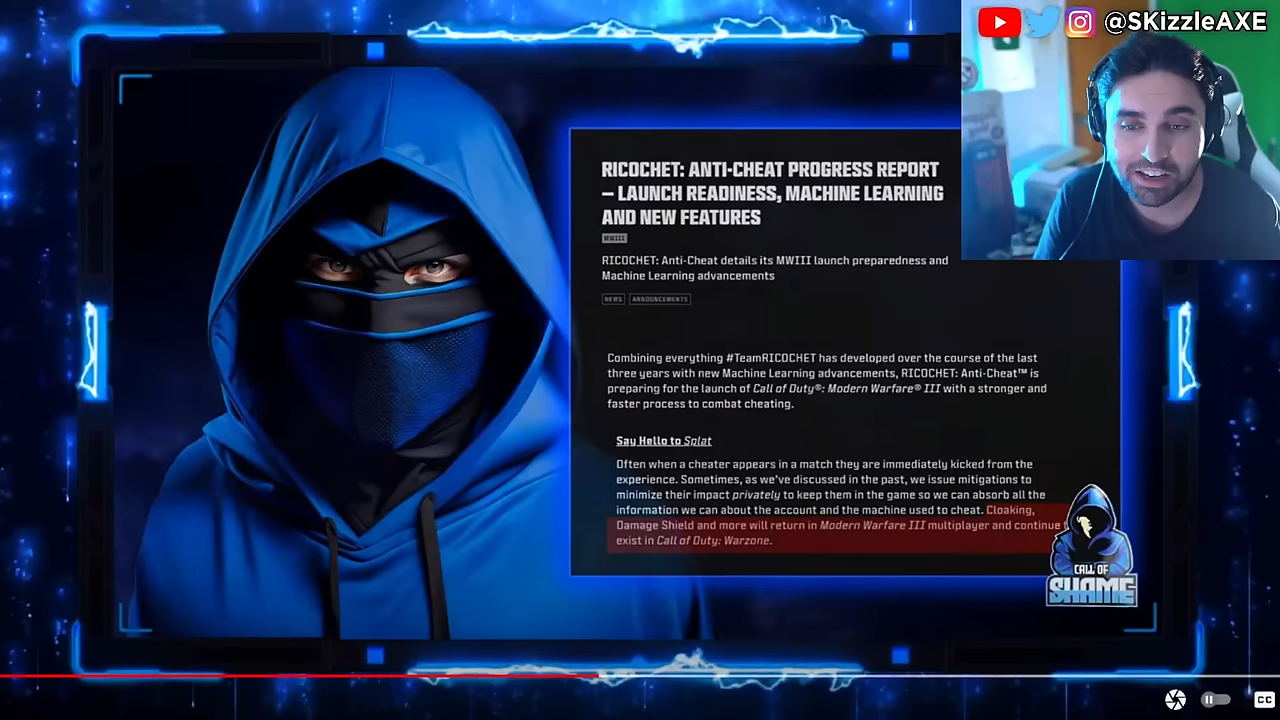 @SKizzleAXE
RICOCHET: ANTI-CHEAT PROGRESS REPORT
– LAUNCH READINESS, MACHINE LEARNING
AND NEW FEATURES
MWIII
RICOCHET: Anti-Cheat details its MWIII launch preparedness and
Machine Learning advancements
NEWS ANNOUNCEMENTS
Combining everything #TeamRICOCHET has developed over the course of the last
three years with new Machine Learning advancements, RICOCHET: Anti-Cheat™ is
preparing for the launch of Call of Duty®: Modern Warfare® III with a stronger and
faster process to combat cheating.
Say Hello to Splat
Often when a cheater appears in a match they are immediately kicked from the
experience. Sometimes, as we've discussed in the past, we issue mitigations to
minimize their impact privately to keep them in the game so we can absorb all the
information we can about the account and the machine used to cheat. Cloaking,
Damage Shield and more will return in Modern Warfare III multiplayer and continue
exist in Call of Duty: Warzone.
CALL OF
SHAME
CC